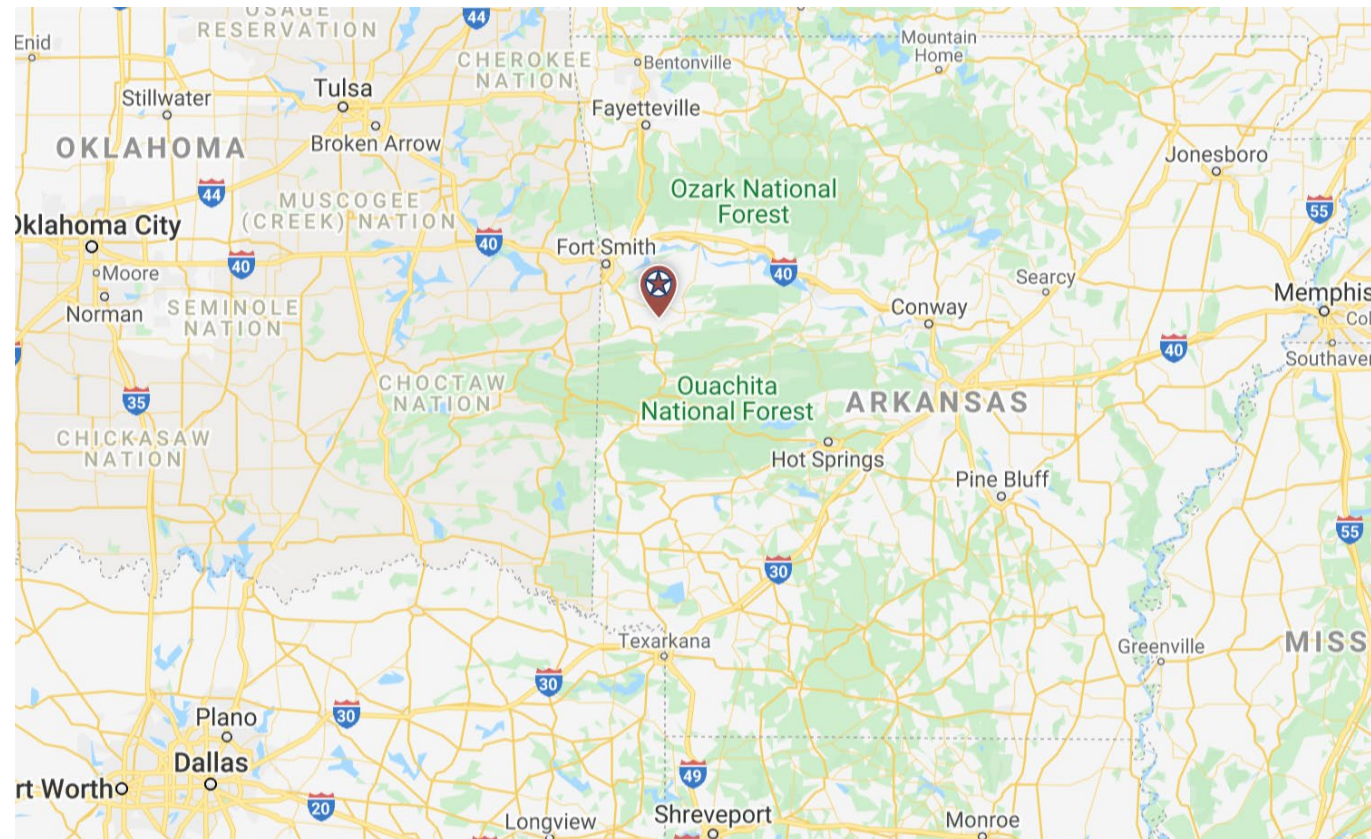 OSAGE
RESERVATION
44
Enid
CHEROKEE
NATION
Mountain
Home
Bentonville
Tulsa
Stillwater
Fayetteville
Broken Arrow
OKLAHOMA
Jonesboro
44
MUSCOGEE
(CREEK) NATION
Ozark National
Forest
55
Oklahoma City
40
Fort Smith
40
Moore
40
Searcy
Norman
SEMINOLE
NATION
Conway
Memphis
Col
40
Southaven
CHOCTAW
NATION
Ouachita
National Forest
ARKANSAS
35
CHICKASAW
NATION
Hot Springs
Pine Bluff
55
30
Texarkana
Greenville
MISS
30
30
Plano
Dallas
49
rt Worth
20
Longview
Shreveport
Monroe